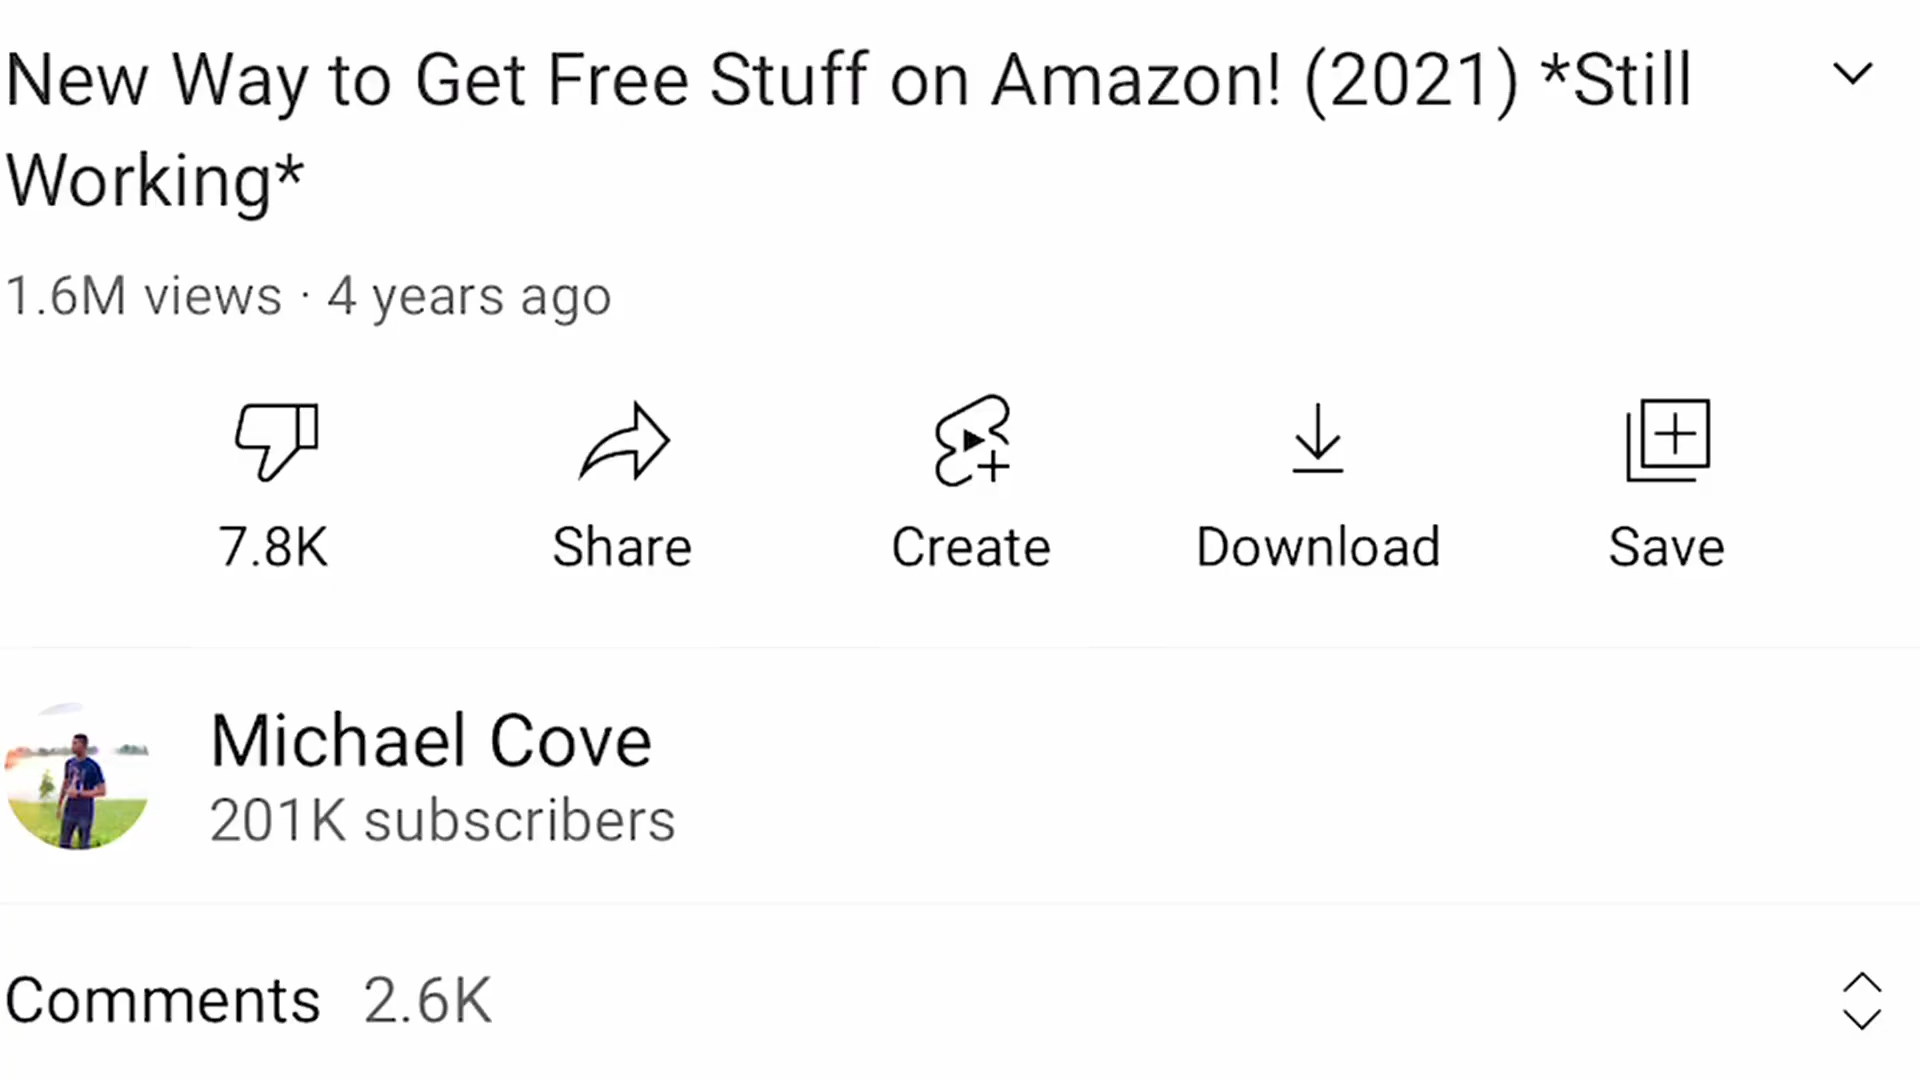 New Way to Get Free Stuff on Amazon! (2021) *Still
Working*
1.6M views · 4 years ago
7.8K
Share
Create
Download
Save
Michael Cove
201K subscribers
Comments 2.6K